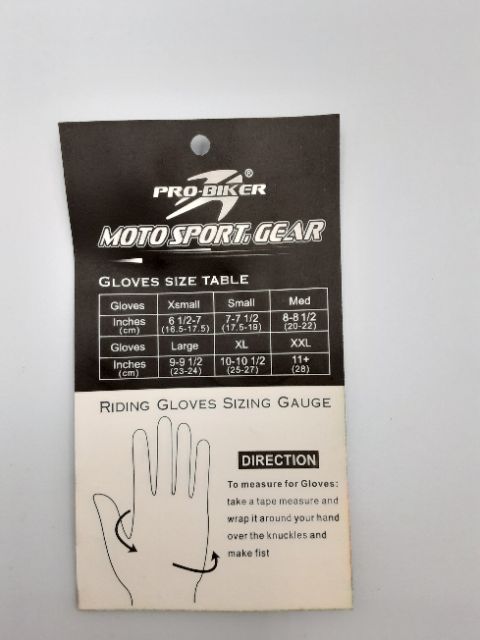 ®
PRO-BIKER
MOTO SPORT. GEAR
GLOVES SIZE TABLE
Gloves Xsmall Small Med
Inches (cm) 6 1/2-7 (16.5-17.5) 7-7 1/2 (17.5-19) 8-8 1/2 (20-22)
Gloves Large XL XXL
Inches (cm) 9-9 1/2 (23-24) 10-10 1/2 (25-27) 11+ (28)
RIDING GLOVES SIZING GAUGE
DIRECTION
To measure for Gloves:
take a tape measure and
wrap it around your hand
over the knuckles and
make fist